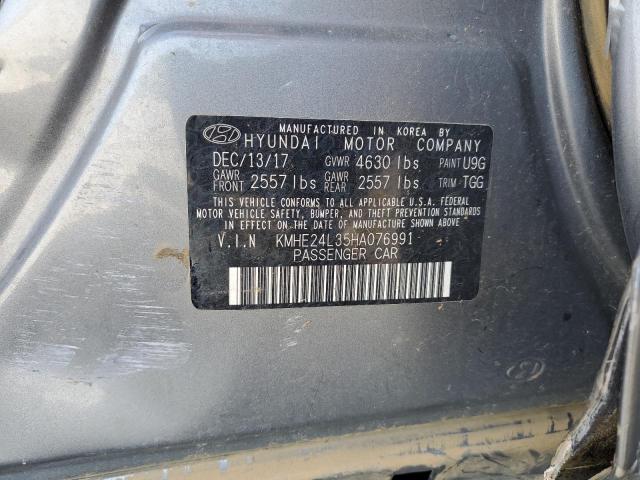 MANUFACTURED IN KOREA BY
HYUNDAI MOTOR COMPANY
DEC/13/17 GVWR 4630 lbs PAINT U9G
GAWR FRONT 2557 lbs GAWR REAR 2557 lbs TRIM TGG
THIS VEHICLE CONFORMS TO ALL APPLICABLE U.S.A. FEDERAL
MOTOR VEHICLE SAFETY, BUMPER, AND THEFT PREVENTION STANDARDS
IN EFFECT ON THE DATE OF MANUFACTURE SHOWN ABOVE
V.I.N KMHE24L35HA076991
PASSENGER CAR